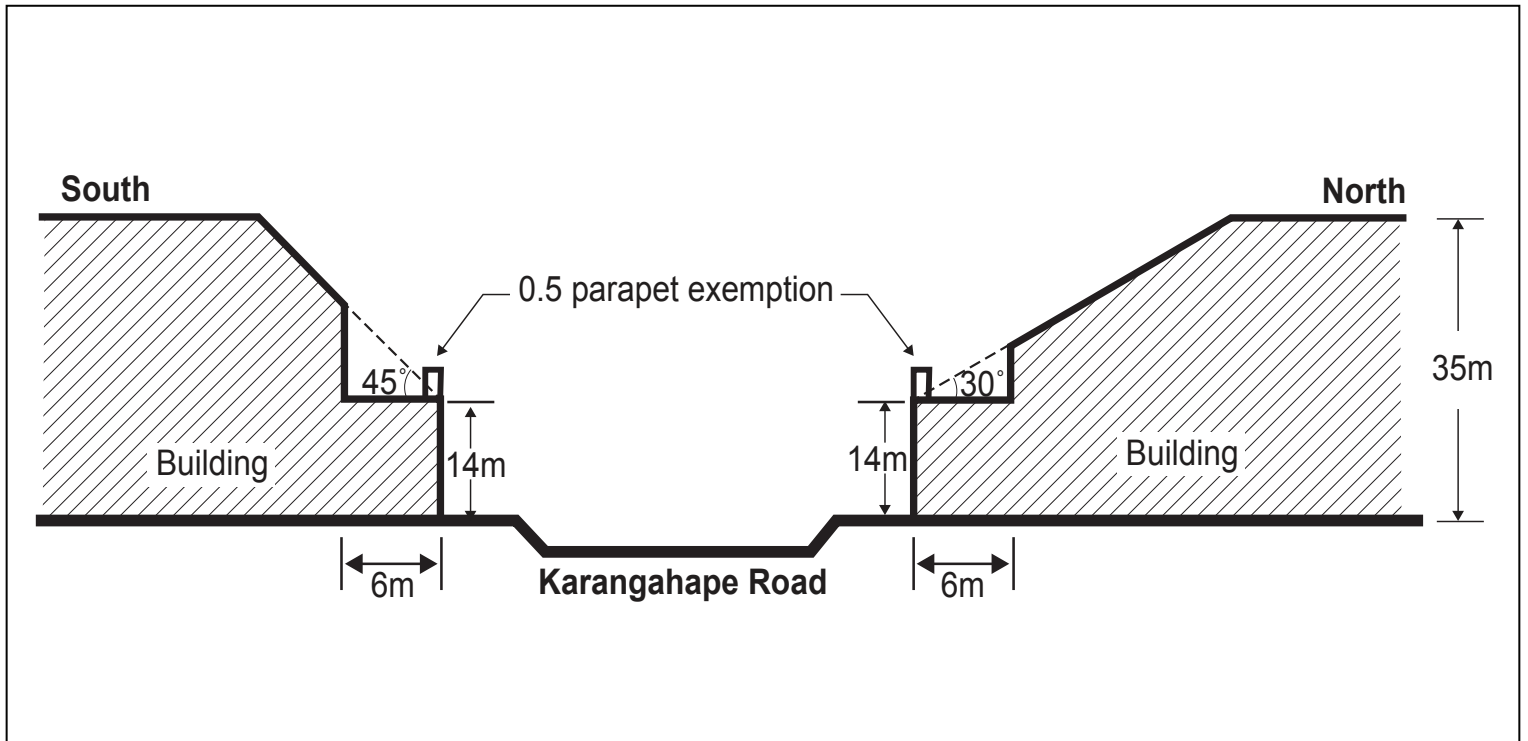 South
North
0.5 parapet exemption
45°
30°
35m
Building
14m
14m
Building
6m
Karangahape Road
6m